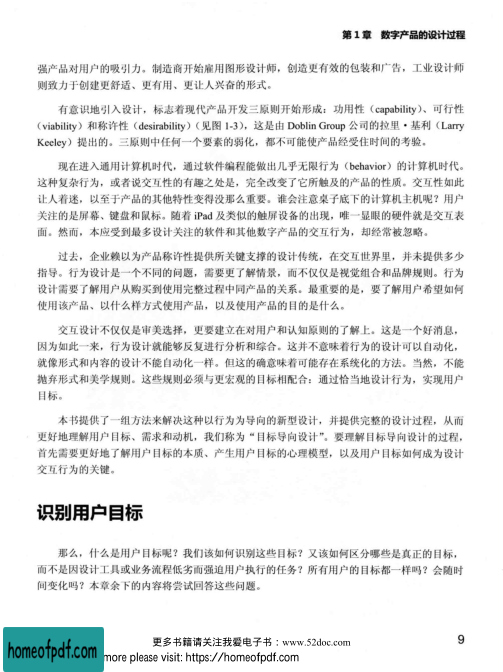 第 1 章　数字产品的设计过程
强产品对用户的吸引力。制造商开始雇用图形设计师，创造更有效的包装和广告，工业设计师
则致力于创建更舒适、更有用、更让人兴奋的形式。
有意识地引入设计，标志着现代产品开发三原则开始形成：功用性（capability）、可行性
（viability）和称许性（desirability）（见图 1-3），这是由 Doblin Group 公司的拉里·基利（Larry
Keeley）提出的。三原则中任何一个要素的弱化，都不可能使产品经受住时间的考验。
现在进入通用计算机时代，通过软件编程能做出几乎无限行为（behavior）的计算机时代。
这种复杂行为，或者说交互性的有趣之处是，完全改变了它所触及的产品的性质。交互性如此
让人着迷，以至于产品的其他特性变得没那么重要。谁会注意桌子底下的计算机主机呢？用户
关注的是屏幕、键盘和鼠标。随着 iPad 及类似的触屏设备的出现，唯一显眼的硬件就是交互表
面。然而，本应受到最多设计关注的软件和其他数字产品的交互行为，却经常被忽略。
过去，企业赖以为产品称许性提供所关键支撑的设计传统，在交互世界里，并未提供多少
指导。行为设计是一个不同的问题，需要更了解情景，而不仅仅是视觉组合和品牌规则。行为
设计需要了解用户从购买到使用完整过程中同产品的关系。最重要的是，要了解用户希望如何
使用该产品、以什么样方式使用产品，以及使用产品的目的是什么。
交互设计不仅仅是审美选择，更要建立在对用户和认知原则的了解上。这是一个好消息，
因为如此一来，行为设计就能够反复进行分析和综合。这并不意味着行为的设计可以自动化，
就像形式和内容的设计不能自动化一样。但这的确意味着可能存在系统化的方法。当然，不能
抛弃形式和美学规则。这些规则必须与更宏观的目标相配合：通过恰当地设计行为，实现用户
目标。
本书提供了一组方法来解决这种以行为为导向的新型设计，并提供完整的设计过程，从而
更好地理解用户目标、需求和动机，我们称为“目标导向设计”。要理解目标导向设计的过程，
首先需要更好地了解用户目标的本质、产生用户目标的心理模型，以及用户目标如何成为设计
交互行为的关键。
识别用户目标
那么，什么是用户目标呢？我们该如何识别这些目标？又该如何区分哪些是真正的目标，
而不是因设计工具或业务流程低劣而强迫用户执行的任务？所有用户的目标都一样吗？会随时
间变化吗？本章余下的内容将尝试回答这些问题。
9
更多书籍请关注我爱电子书：www.52doc.com
homeofpdf.com
more please visit: https://homeofpdf.com